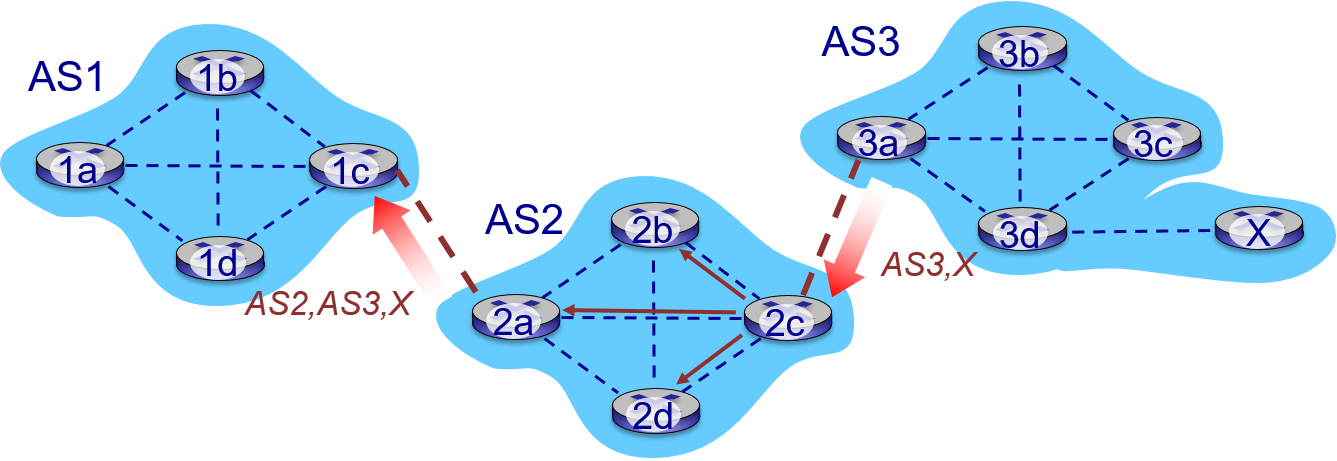 AS1
1b
1a
1c
1d
AS2,AS3,X
AS2
2b
2a
2c
2d
AS3
3b
3a
3c
3d
X
AS3,X